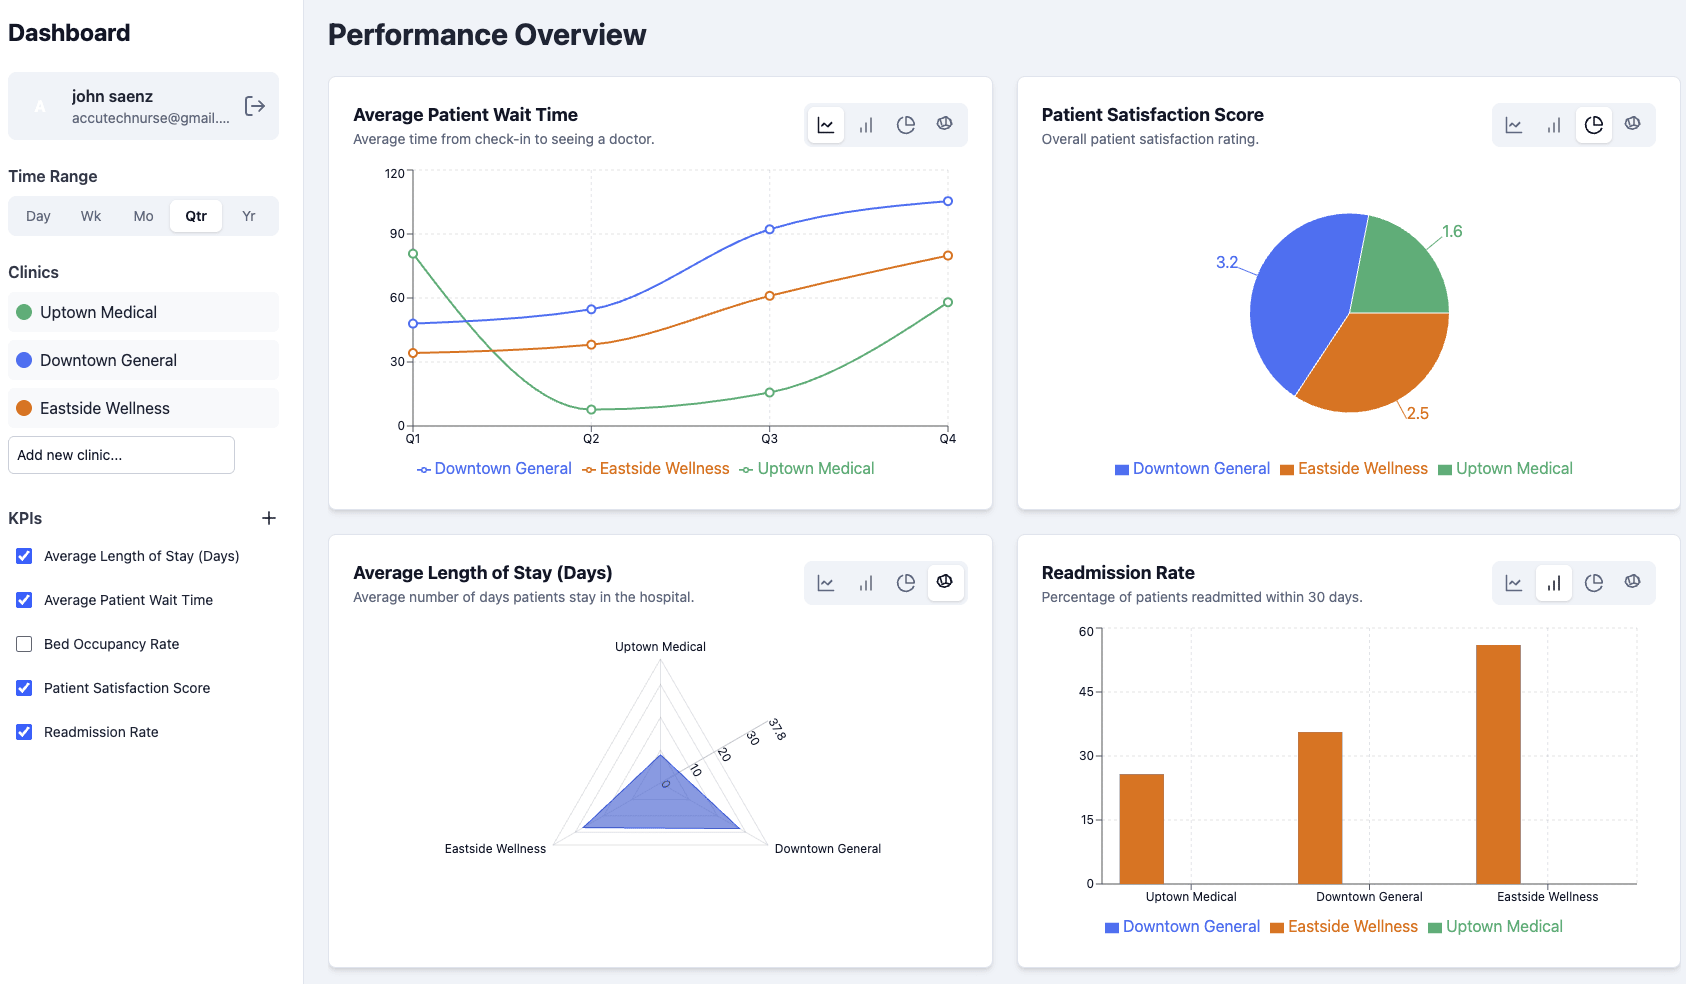 Dashboard
A
john saenz
accutechnurse@gmail....
Time Range
Day Wk Mo Qtr Yr
Clinics
Uptown Medical
Downtown General
Eastside Wellness
Add new clinic...
KPIs
Average Length of Stay (Days)
Average Patient Wait Time
Bed Occupancy Rate
Patient Satisfaction Score
Readmission Rate
Performance Overview
Average Patient Wait Time
Average time from check-in to seeing a doctor.
120
90
60
30
0
Q1 Q2 Q3 Q4
Downtown General Eastside Wellness Uptown Medical
Patient Satisfaction Score
Overall patient satisfaction rating.
1.6
3.2
2.5
Downtown General Eastside Wellness Uptown Medical
Average Length of Stay (Days)
Average number of days patients stay in the hospital.
Uptown Medical
37.8
30
20
10
0
Eastside Wellness Downtown General
Readmission Rate
Percentage of patients readmitted within 30 days.
60
45
30
15
0
Uptown Medical Downtown General Eastside Wellness
Downtown General Eastside Wellness Uptown Medical